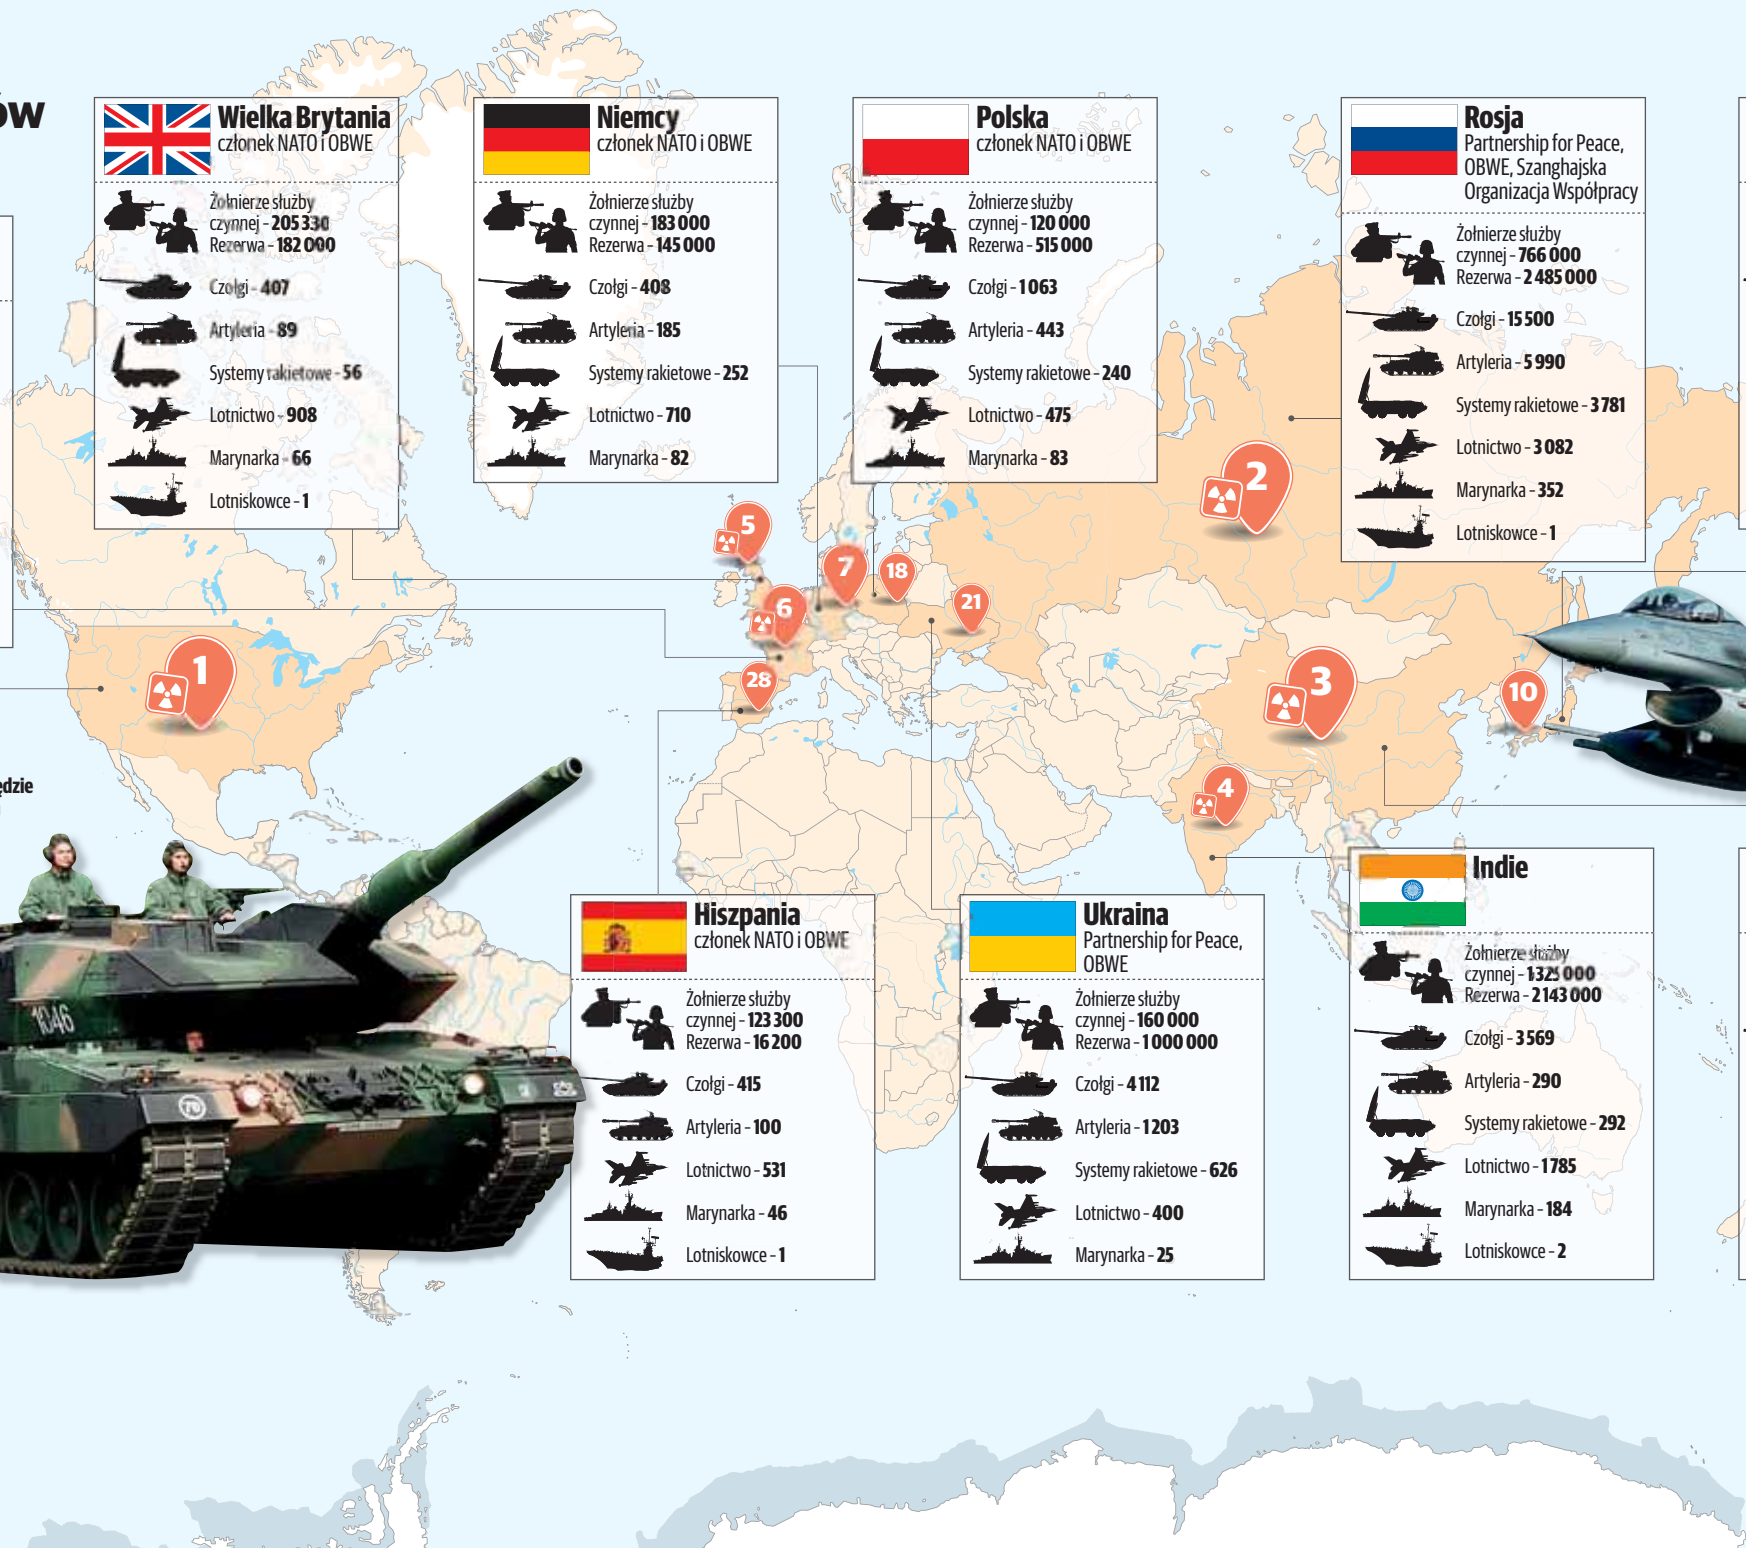 ów
Wielka Brytania
członek NATO i OBWE
Żołnierze służby
czynnej - 205 330
Rezerwa - 182 000
Czołgi - 407
Artyleria - 89
Systemy rakietowe - 56
Lotnictwo - 908
Marynarka - 66
Lotniskowce - 1
Niemcy
członek NATO i OBWE
Żołnierze służby
czynnej - 183 000
Rezerwa - 145 000
Czołgi - 408
Artyleria - 185
Systemy rakietowe - 252
Lotnictwo - 710
Marynarka - 82
Polska
członek NATO i OBWE
Żołnierze służby
czynnej - 120 000
Rezerwa - 515 000
Czołgi - 1 063
Artyleria - 443
Systemy rakietowe - 240
Lotnictwo - 475
Marynarka - 83
Rosja
Partnership for Peace,
OBWE, Szanghajska
Organizacja Współpracy
Żołnierze służby
czynnej - 766 000
Rezerwa - 2 485 000
Czołgi - 15 500
Artyleria - 5 990
Systemy rakietowe - 3 781
Lotnictwo - 3 082
Marynarka - 352
Lotniskowce - 1
2
5
7
18
6
21
1
28
3
10
4
ędzie
1046
70
Hiszpania
członek NATO i OBWE
Żołnierze służby
czynnej - 123 300
Rezerwa - 16 200
Czołgi - 415
Artyleria - 100
Lotnictwo - 531
Marynarka - 46
Lotniskowce - 1
Ukraina
Partnership for Peace,
OBWE
Żołnierze służby
czynnej - 160 000
Rezerwa - 1 000 000
Czołgi - 4 112
Artyleria - 1 203
Systemy rakietowe - 626
Lotnictwo - 400
Marynarka - 25
Indie
Żołnierze służby
czynnej - 1 325 000
Rezerwa - 2 143 000
Czołgi - 3 569
Artyleria - 290
Systemy rakietowe - 292
Lotnictwo - 1 785
Marynarka - 184
Lotniskowce - 2